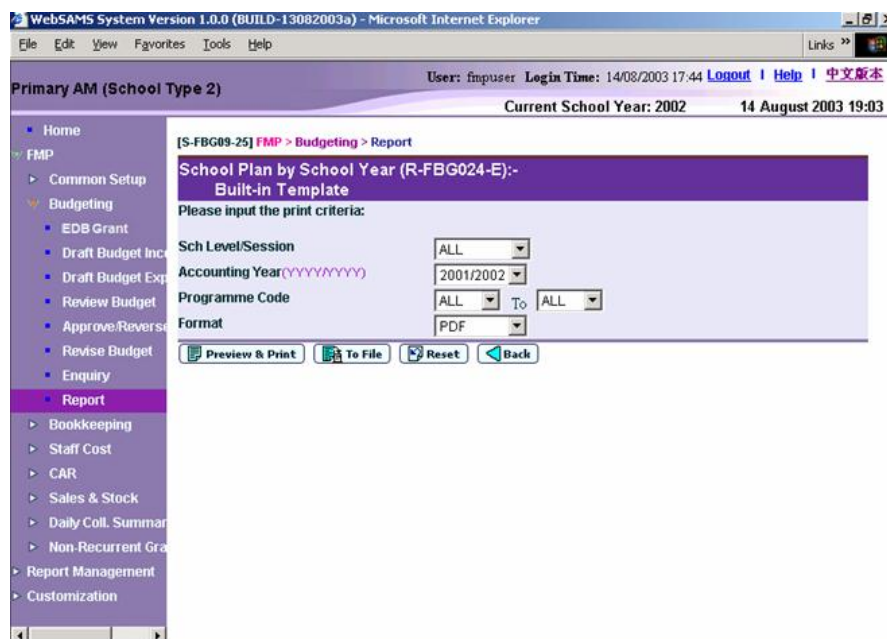 WebSAMS System Version 1.0.0 (BUILD-13082003a) - Microsoft Internet Explorer
File Edit View Favorites Tools Help Links »
Primary AM (School Type 2)
User: fmpuser Login Time: 14/08/2003 17:44 Logout | Help | 中文版本
Current School Year: 2002 14 August 2003 19:03
Home
FMP
Common Setup
Budgeting
EDB Grant
Draft Budget Inco
Draft Budget Exp
Review Budget
Approve/Reverse
Revise Budget
Enquiry
Report
Bookkeeping
Staff Cost
CAR
Sales & Stock
Daily Coll. Summar
Non-Recurrent Gra
Report Management
Customization
[S-FBG09-25] FMP > Budgeting > Report
School Plan by School Year (R-FBG024-E):-
Built-in Template
Please input the print criteria:
Sch Level/Session ALL
Accounting Year(YYYY/YYYY) 2001/2002
Programme Code ALL To ALL
Format PDF
Preview & Print To File Reset Back